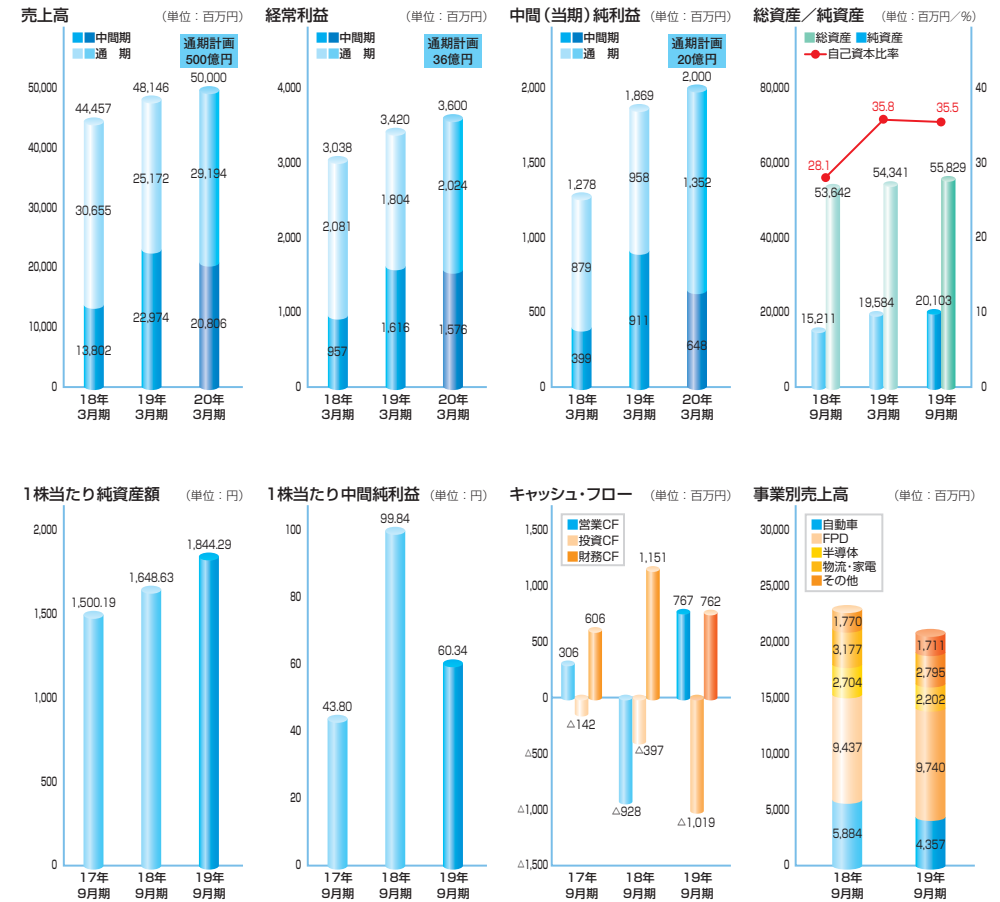 売上高 （単位：百万円）
中間期
通　期
通期計画
500億円
50,000
40,000
30,000
20,000
10,000
0
44,457
30,655
13,802
48,146
25,172
22,974
50,000
29,194
20,806
18年
3月期
19年
3月期
20年
3月期
経常利益 （単位：百万円）
中間期
通　期
通期計画
36億円
4,000
3,000
2,000
1,000
0
3,038
2,081
957
3,420
1,804
1,616
3,600
2,024
1,576
18年
3月期
19年
3月期
20年
3月期
中間（当期）純利益 （単位：百万円）
中間期
通　期
通期計画
20億円
2,000
1,500
1,000
500
0
1,278
879
399
1,869
958
911
2,000
1,352
648
18年
3月期
19年
3月期
20年
3月期
総資産／純資産 （単位：百万円／%）
総資産 純資産
自己資本比率
80,000
60,000
40,000
20,000
0
40
30
20
10
0
28.1
53,642
15,211
35.8
54,341
19,584
35.5
55,829
20,103
18年
9月期
19年
3月期
19年
9月期
1株当たり純資産額 （単位：円）
2,000
1,500
1,000
500
0
1,500.19
1,648.63
1,844.29
17年
9月期
18年
9月期
19年
9月期
1株当たり中間純利益 （単位：円）
100
80
60
40
20
0
43.80
99.84
60.34
17年
9月期
18年
9月期
19年
9月期
キャッシュ・フロー （単位：百万円）
営業CF
投資CF
財務CF
1,500
1,000
500
0
△500
△1,000
△1,500
306
△142
606
△928
△397
1,151
767
△1,019
762
17年
9月期
18年
9月期
19年
9月期
事業別売上高 （単位：百万円）
自動車
FPD
半導体
物流・家電
その他
30,000
25,000
20,000
15,000
10,000
5,000
0
1,770
3,177
2,704
9,437
5,884
1,711
2,795
2,202
9,740
4,357
18年
9月期
19年
9月期